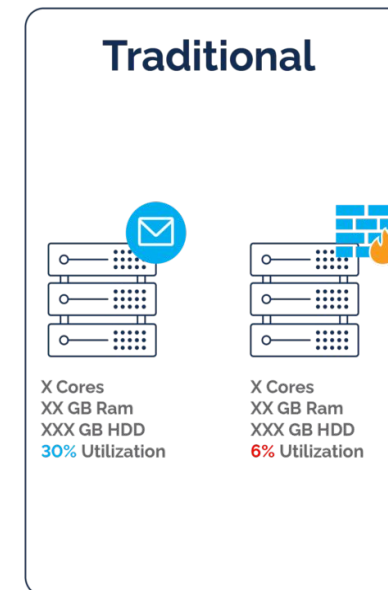 Traditional
X Cores
XX GB Ram
XXX GB HDD
30% Utilization
X Cores
XX GB Ram
XXX GB HDD
6% Utilization